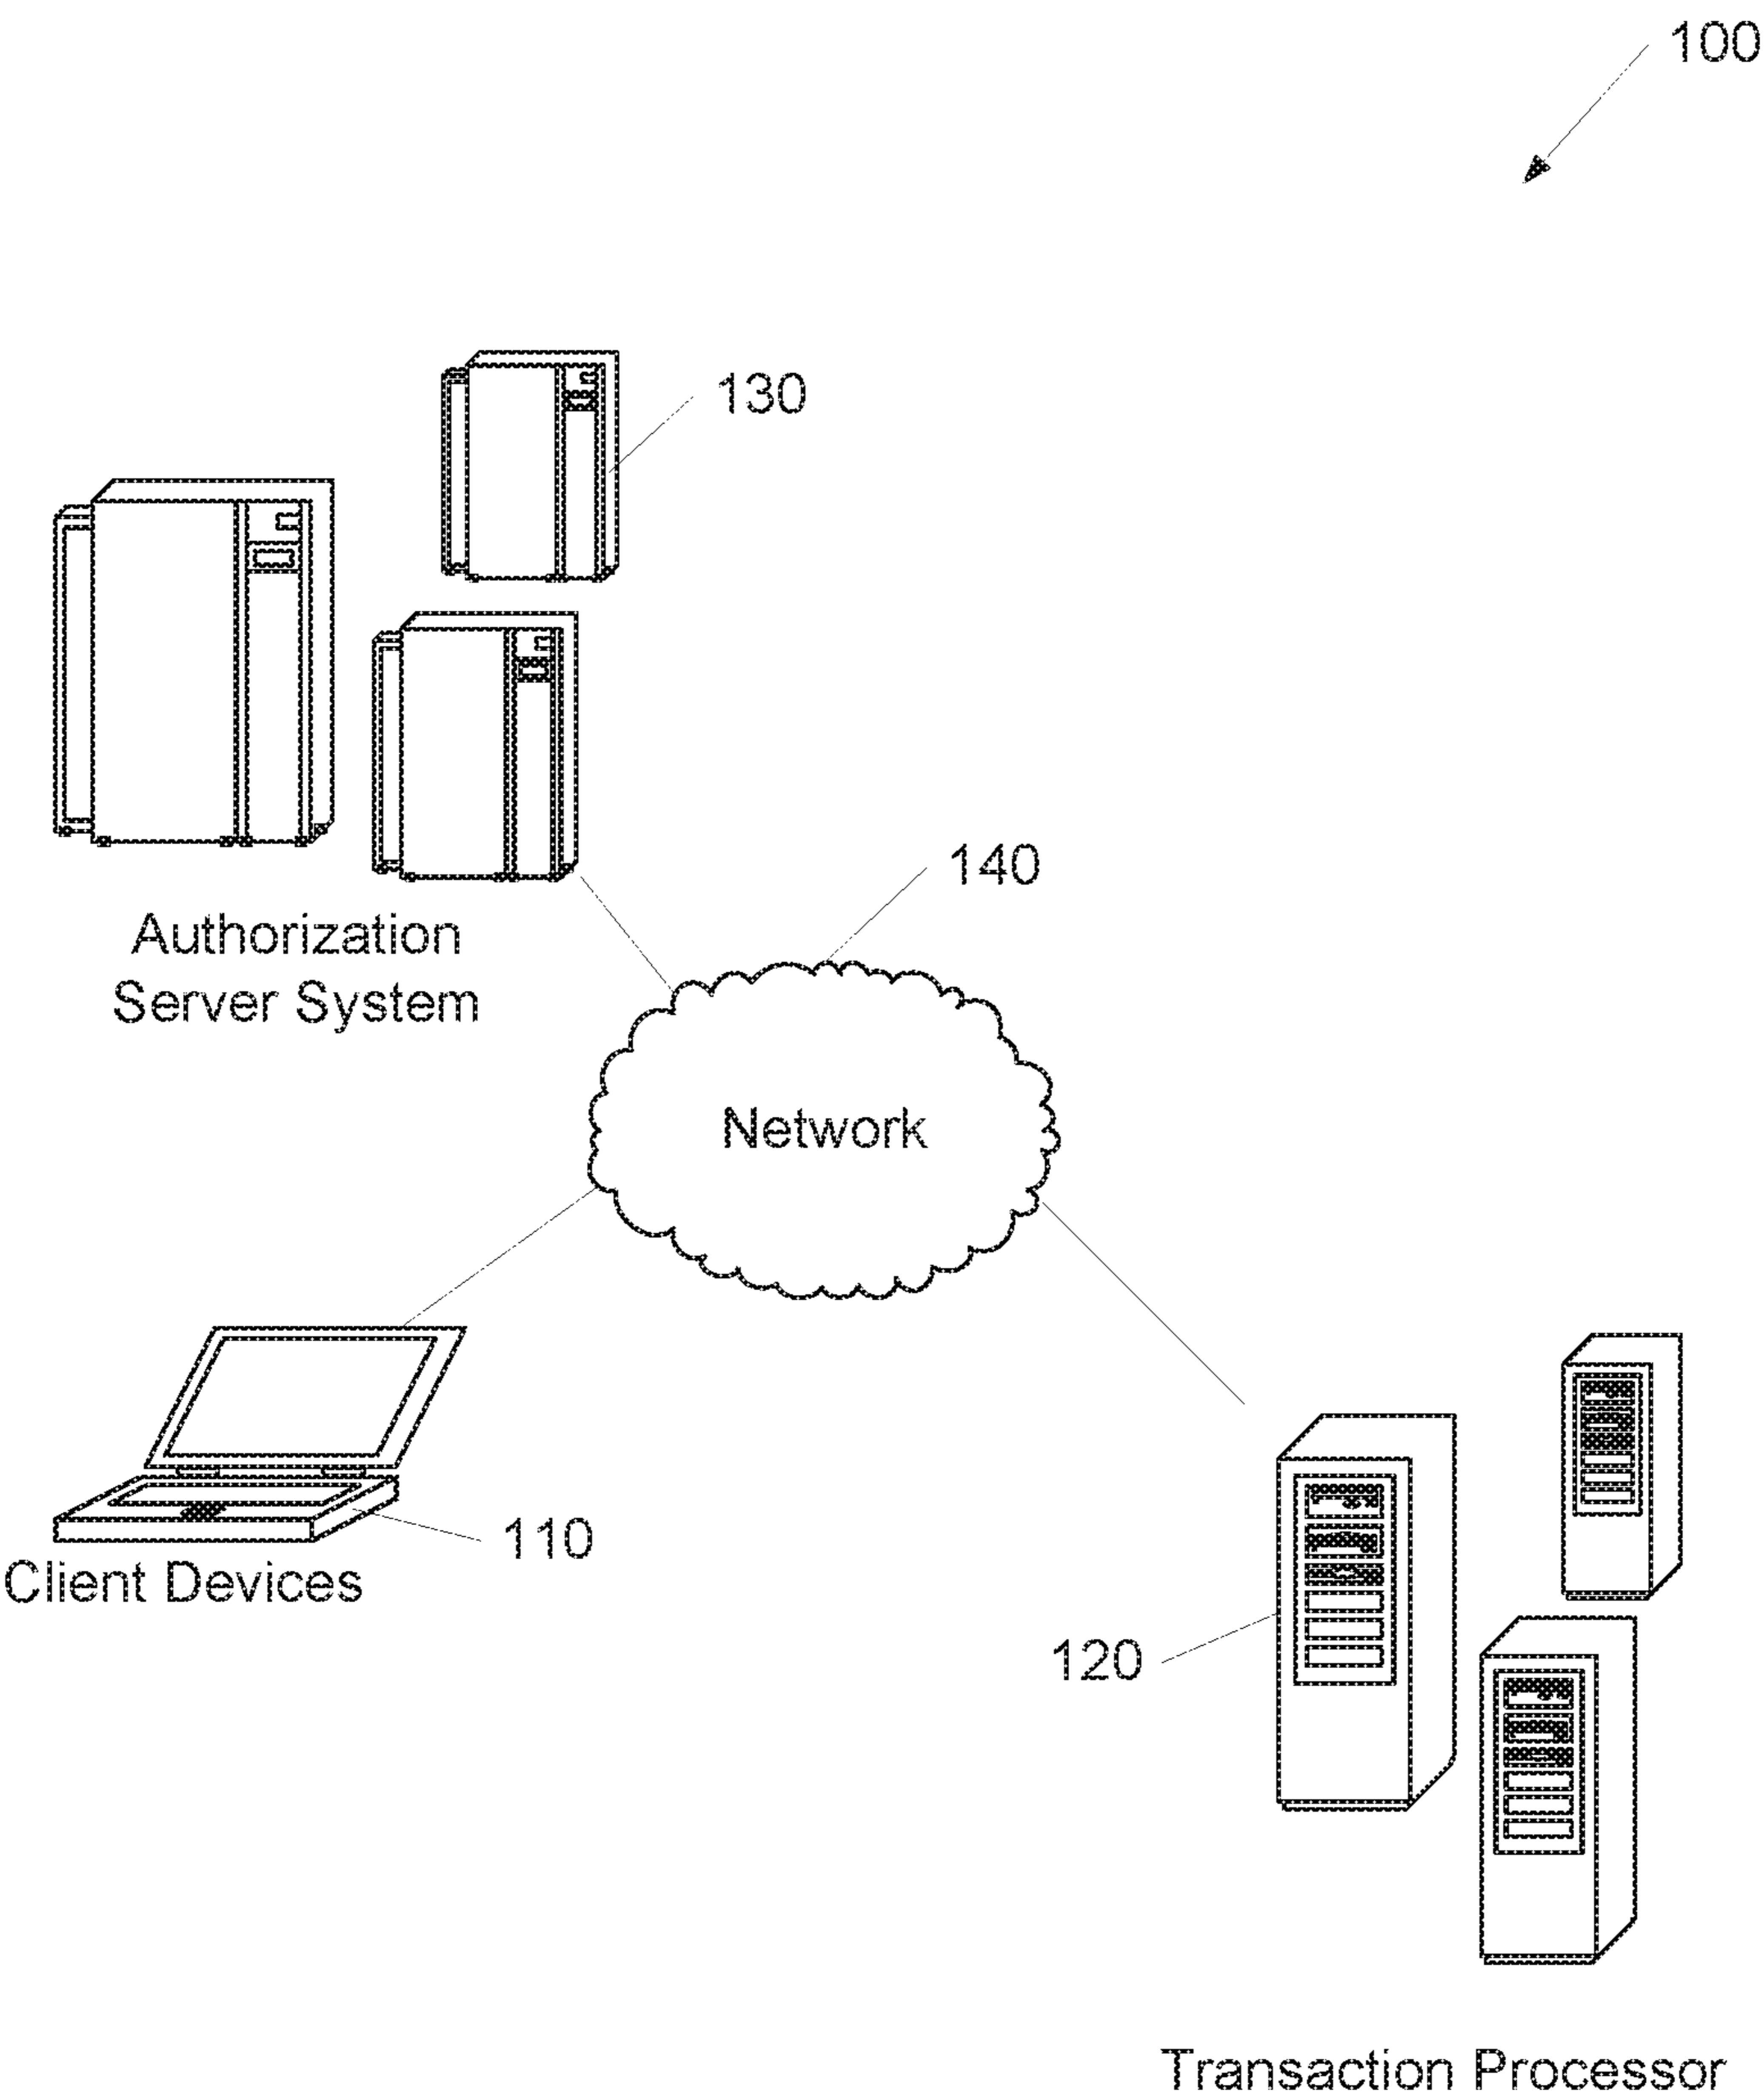 100
130
Authorization
Server System
140
Network
110
Client Devices
120
Transaction Processor